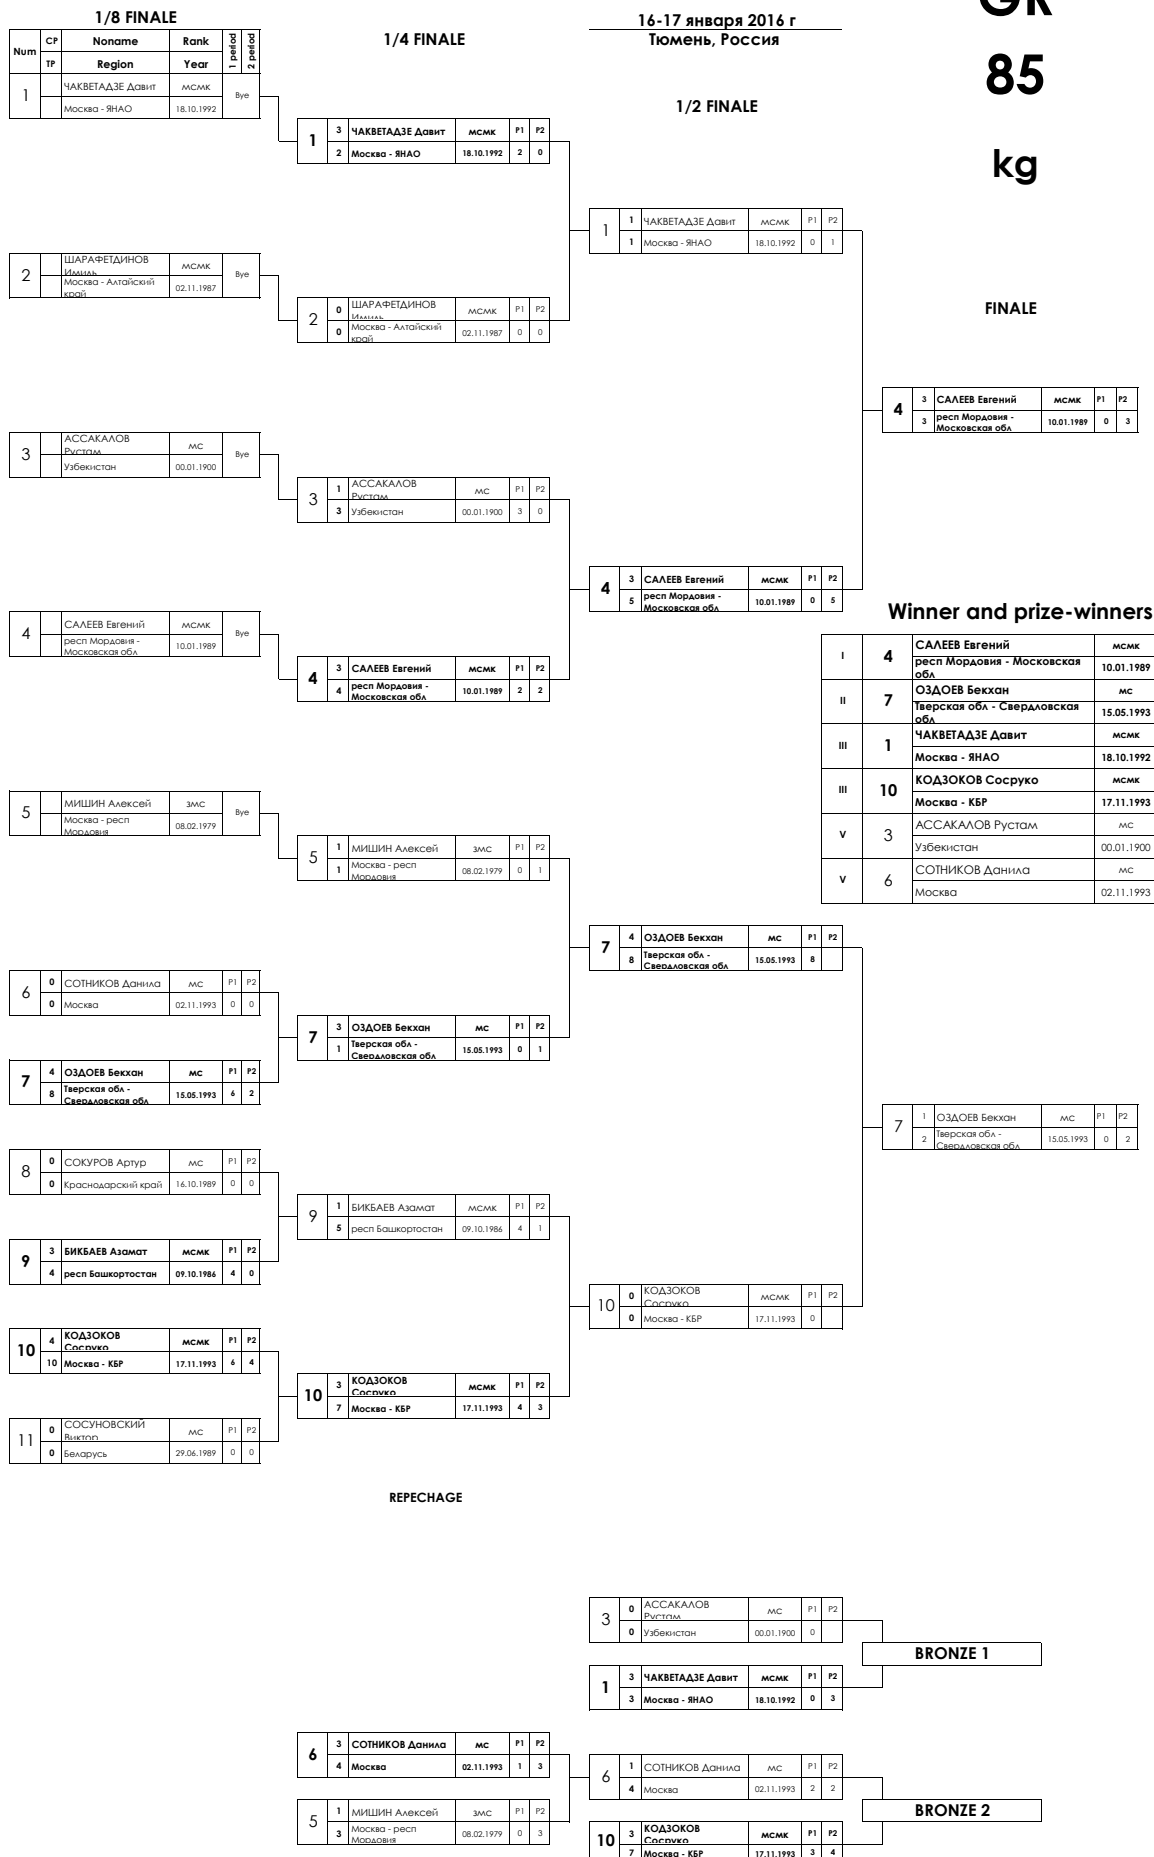 1/8 FINALE
16-17 января 2016 г
Тюмень, Россия
GR
85
kg
1/4 FINALE
1/2 FINALE
FINALE
Num CP Noname Rank 1 period 2 period
TP Region Year
1 ЧАКВЕТАДЗЕ Давит мсмк Bye
Москва - ЯНАО 18.10.1992
1 3 ЧАКВЕТАДЗЕ Давит мсмк P1 P2
2 Москва - ЯНАО 18.10.1992 2 0
1 1 ЧАКВЕТАДЗЕ Давит мсмк P1 P2
1 Москва - ЯНАО 18.10.1992 0 1
2 ШАРАФЕТДИНОВ Имиль мсмк Bye
Москва - Алтайский край 02.11.1987
2 0 ШАРАФЕТДИНОВ Имиль мсмк P1 P2
0 Москва - Алтайский край 02.11.1987 0 0
4 3 САЛЕЕВ Евгений мсмк P1 P2
3 респ Мордовия - Московская обл 10.01.1989 0 3
3 АССАКАЛОВ Рустам мс Bye
Узбекистан 00.01.1900
3 1 АССАКАЛОВ Рустам мс P1 P2
3 Узбекистан 00.01.1900 3 0
4 3 САЛЕЕВ Евгений мсмк P1 P2
5 респ Мордовия - Московская обл 10.01.1989 0 5
4 САЛЕЕВ Евгений мсмк Bye
респ Мордовия - Московская обл 10.01.1989
4 3 САЛЕЕВ Евгений мсмк P1 P2
4 респ Мордовия - Московская обл 10.01.1989 2 2
Winner and prize-winners
I 4 САЛЕЕВ Евгений мсмк
респ Мордовия - Московская обл 10.01.1989
II 7 ОЗДОЕВ Бекхан мс
Тверская обл - Свердловская обл 15.05.1993
III 1 ЧАКВЕТАДЗЕ Давит мсмк
Москва - ЯНАО 18.10.1992
III 10 КОДЗОКОВ Сосруко мсмк
Москва - КБР 17.11.1993
V 3 АССАКАЛОВ Рустам мс
Узбекистан 00.01.1900
V 6 СОТНИКОВ Данила мс
Москва 02.11.1993
5 МИШИН Алексей змс Bye
Москва - респ Мордовия 08.02.1979
5 1 МИШИН Алексей змс P1 P2
1 Москва - респ Мордовия 08.02.1979 0 1
7 4 ОЗДОЕВ Бекхан мс P1 P2
8 Тверская обл - Свердловская обл 15.05.1993 8
6 0 СОТНИКОВ Данила мс P1 P2
0 Москва 02.11.1993 0 0
7 3 ОЗДОЕВ Бекхан мс P1 P2
1 Тверская обл - Свердловская обл 15.05.1993 0 1
7 4 ОЗДОЕВ Бекхан мс P1 P2
8 Тверская обл - Свердловская обл 15.05.1993 6 2
7 1 ОЗДОЕВ Бекхан мс P1 P2
2 Тверская обл - Свердловская обл 15.05.1993 0 2
8 0 СОКУРОВ Артур мс P1 P2
0 Краснодарский край 16.10.1989 0 0
9 1 БИКБАЕВ Азамат мсмк P1 P2
5 респ Башкортостан 09.10.1986 4 1
9 3 БИКБАЕВ Азамат мсмк P1 P2
4 респ Башкортостан 09.10.1986 4 0
10 0 КОДЗОКОВ Сосруко мсмк P1 P2
0 Москва - КБР 17.11.1993 0
10 4 КОДЗОКОВ Сосруко мсмк P1 P2
10 Москва - КБР 17.11.1993 6 4
10 3 КОДЗОКОВ Сосруко мсмк P1 P2
7 Москва - КБР 17.11.1993 4 3
11 0 СОСУНОВСКИЙ Виктор мс P1 P2
0 Беларусь 29.06.1989 0 0
REPECHAGE
3 0 АССАКАЛОВ Рустам мс P1 P2
0 Узбекистан 00.01.1900 0
BRONZE 1
1 3 ЧАКВЕТАДЗЕ Давит мсмк P1 P2
3 Москва - ЯНАО 18.10.1992 0 3
6 3 СОТНИКОВ Данила мс P1 P2
4 Москва 02.11.1993 1 3
6 1 СОТНИКОВ Данила мс P1 P2
4 Москва 02.11.1993 2 2
BRONZE 2
5 1 МИШИН Алексей змс P1 P2
3 Москва - респ Мордовия 08.02.1979 0 3
10 3 КОДЗОКОВ Сосруко мсмк P1 P2
7 Москва - КБР 17.11.1993 3 4